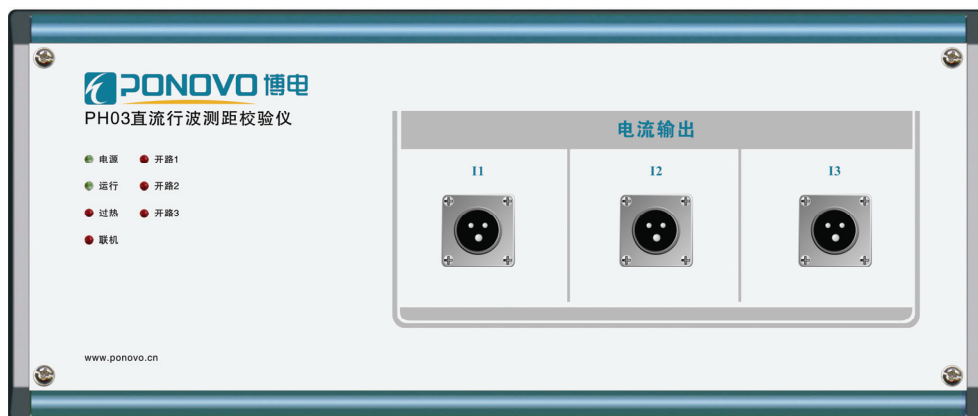 PONOVO 博电
PH03直流行波测距校验仪
电源 开路1
运行 开路2
过热 开路3
联机
电流输出
I1 I2 I3
www.ponovo.cn